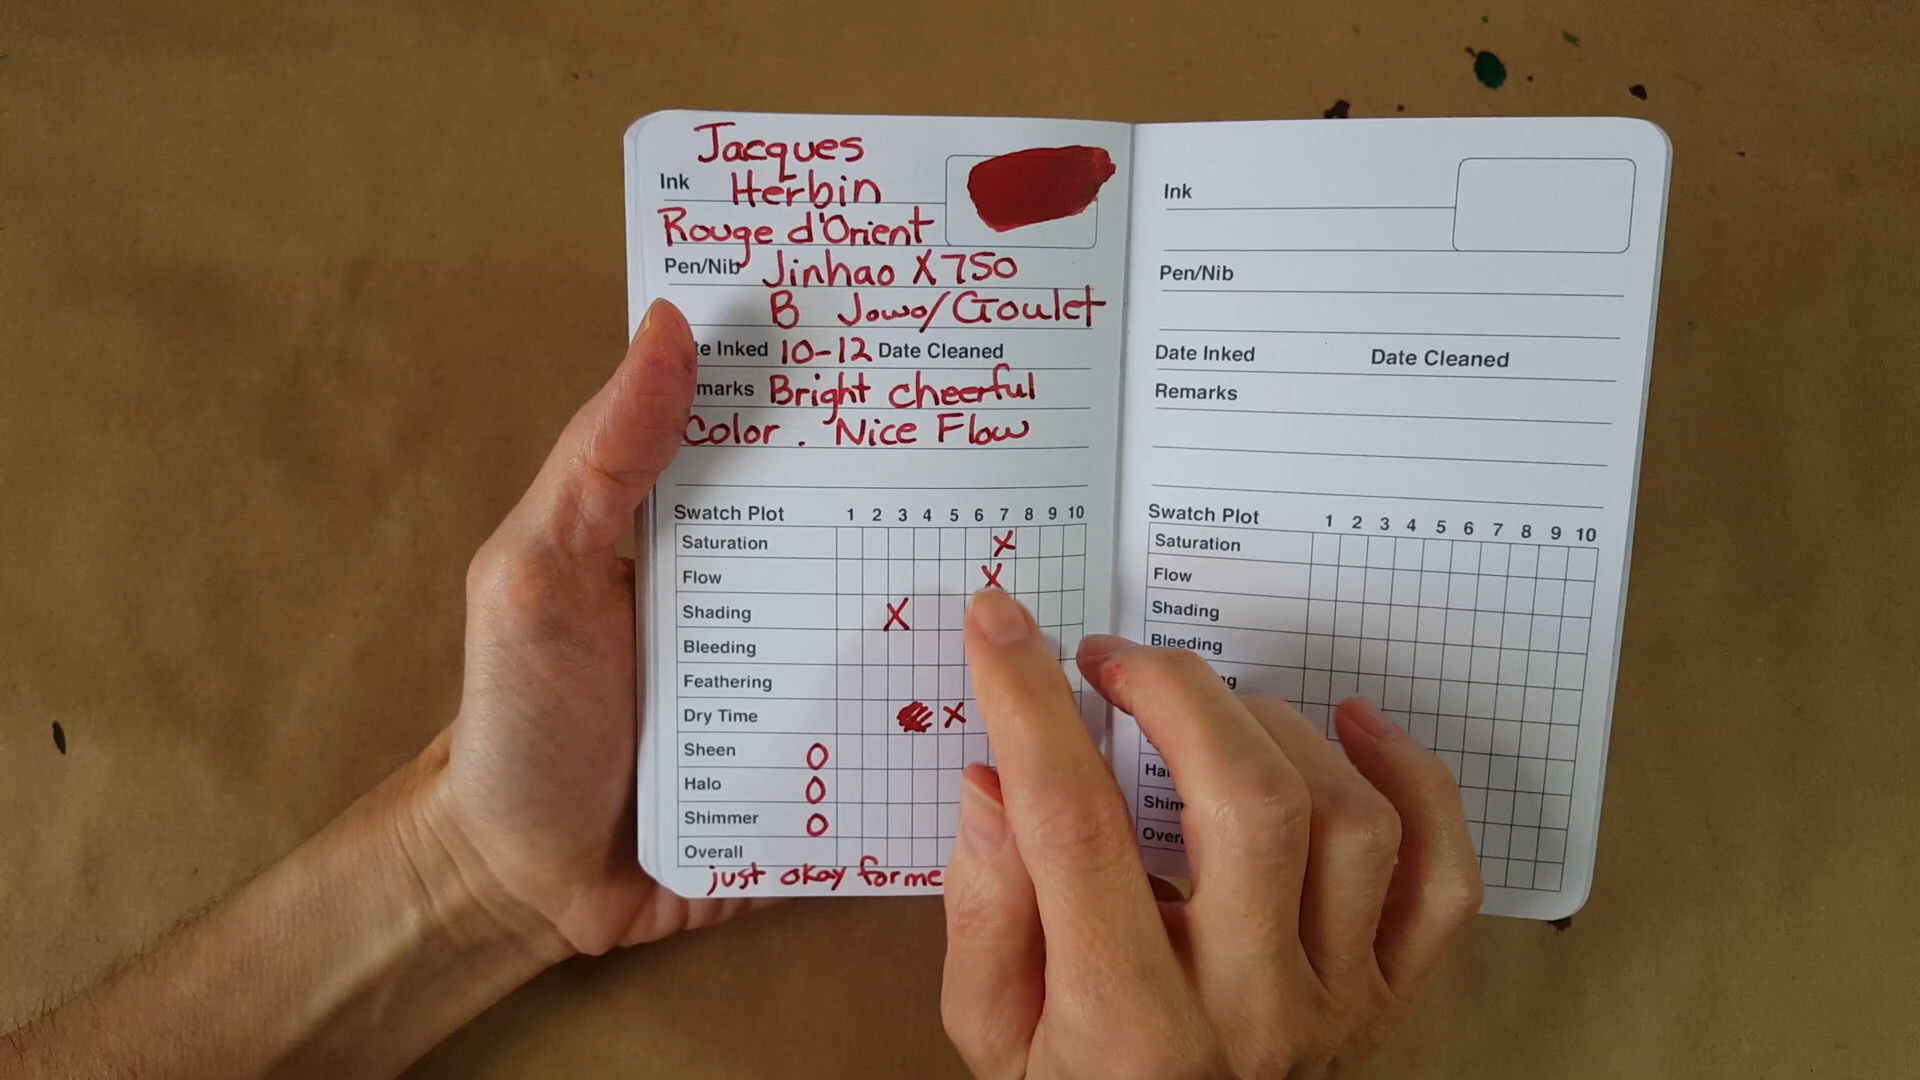 Jacques
Ink Herbin
Rouge d'Orient
Pen/Nib Jinhao X750
B Jowo/Goulet
te Inked 10-12 Date Cleaned
marks Bright cheerful
Color. Nice Flow
Swatch Plot 1 2 3 4 5 6 7 8 9 10
Saturation X
Flow X
Shading X
Bleeding
Feathering
Dry Time X
Sheen 0
Halo 0
Shimmer 0
Overall
just okay for me
Ink
Pen/Nib
Date Inked Date Cleaned
Remarks
Swatch Plot 1 2 3 4 5 6 7 8 9 10
Saturation
Flow
Shading
Bleeding
ng
Ha
Shim
Over